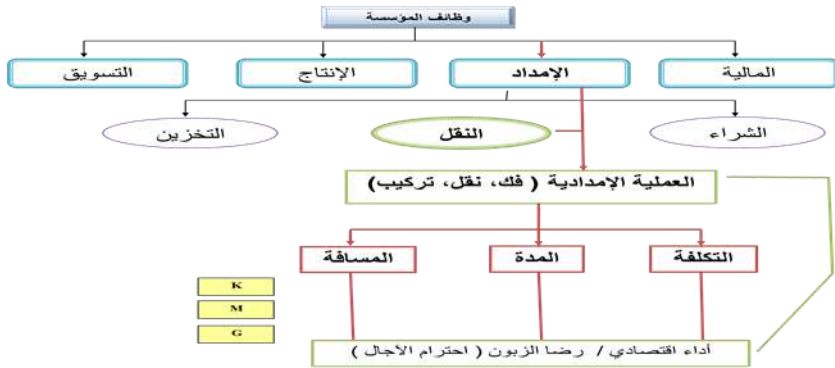 وظائف المؤسسة
المالية
الإمداد
الإنتاج
التسويق
الشراء
النقل
التخزين
العملية الإمدادية ( فك، نقل، تركيب)
التكلفة
المدة
المسافة
K
M
G
أداء اقتصادي / رضا الزبون ( احترام الآجال )